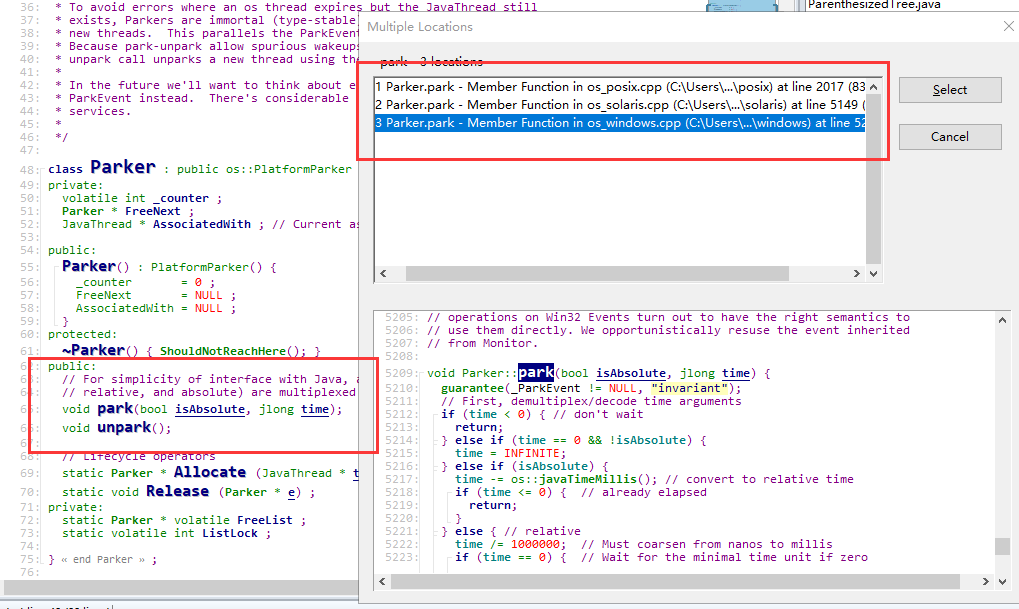 36: * To avoid errors where an os thread expires but the JavaThread still
37: * exists, Parkers are immortal (type-stable
38: * new threads. This parallels the ParkEvent
39: * Because park-unpark allow spurious wakeups
40: * unpark call unparks a new thread using the
41: *
42: * In the future we'll want to think about e
43: * ParkEvent instead. There's considerable
44: * services.
45: *
46: */
47:
48: class Parker : public os::PlatformParker
49: private:
50: volatile int _counter ;
51: Parker * FreeNext ;
52: JavaThread * AssociatedWith ; // Current as
53:
54: public:
55: Parker() : PlatformParker() {
56: _counter = 0 ;
57: FreeNext = NULL ;
58: AssociatedWith = NULL ;
59: }
60: protected:
61: ~Parker() { ShouldNotReachHere(); }
62: public:
// For simplicity of interface with Java, a
// relative, and absolute) are multiplexed
void park(bool isAbsolute, jlong time);
void unpark();
68: // Lifecycle operators
69: static Parker * Allocate (JavaThread * t
70: static void Release (Parker * e) ;
71: private:
72: static Parker * volatile FreeList ;
73: static volatile int ListLock ;
74:
75: } « end Parker » ;
76:
ParenthesizedTree.java
Multiple Locations
park - 3 locations
1 Parker.park - Member Function in os_posix.cpp (C:\Users\...\posix) at line 2017 (83
2 Parker.park - Member Function in os_solaris.cpp (C:\Users\...\solaris) at line 5149 (
3 Parker.park - Member Function in os_windows.cpp (C:\Users\...\windows) at line 52
Select
Cancel
5205: // operations on Win32 Events turn out to have the right semantics to
5206: // use them directly. We opportunistically resuse the event inherited
5207: // from Monitor.
5208:
5209: void Parker::park(bool isAbsolute, jlong time) {
5210: guarantee(_ParkEvent != NULL, "invariant");
5211: // First, demultiplex/decode time arguments
5212: if (time < 0) { // don't wait
5213: return;
5214: } else if (time == 0 && !isAbsolute) {
5215: time = INFINITE;
5216: } else if (isAbsolute) {
5217: time -= os::javaTimeMillis(); // convert to relative time
5218: if (time <= 0) { // already elapsed
5219: return;
5220: }
5221: } else { // relative
5222: time /= 1000000; // Must coarsen from nanos to millis
5223: if (time == 0) { // Wait for the minimal time unit if zero